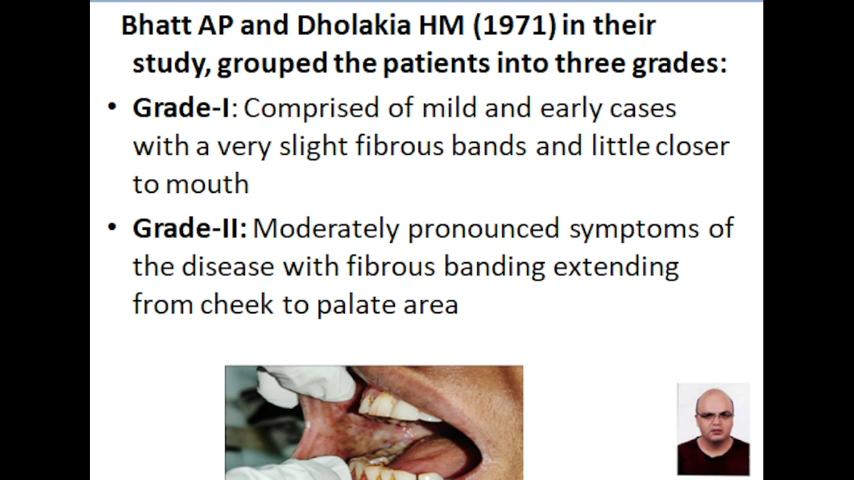 Bhatt AP and Dholakia HM (1971) in their
study, grouped the patients into three grades:
• Grade-I: Comprised of mild and early cases
with a very slight fibrous bands and little closer
to mouth
• Grade-II: Moderately pronounced symptoms of
the disease with fibrous banding extending
from cheek to palate area